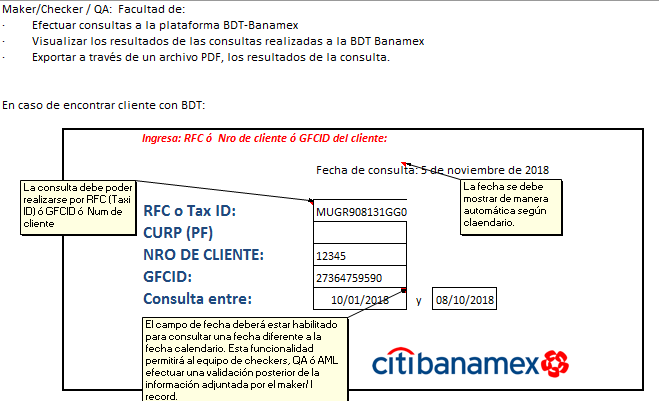 Maker/Checker / QA:  Facultad de:
·        Efectuar consultas a la plataforma BDT-Banamex
·        Visualizar los resultados de las consultas realizadas a la BDT Banamex
·        Exportar a través de un archivo PDF, los resultados de la consulta.
En caso de encontrar cliente con BDT:
Ingresa: RFC ó Nro de cliente ó GFCID del cliente:
Fecha de consulta: 5 de noviembre de 2018
La consulta debe poder
realizarse por RFC (Taxi
ID) ó GFCID ó Num de
cliente
La fecha se debe
mostrar de manera
automática según
claendario.
RFC o Tax ID: MUGR908131GG0
CURP (PF)
NRO DE CLIENTE: 12345
GFCID: 27364759590
Consulta entre: 10/01/2018 y 08/10/2018
El campo de fecha deberá estar habilitado
para consultar una fecha diferente a la
fecha calendario. Esta funcionalidad
permitirá al equipo de checkers, QA ó AML
efectuar una validación posterior de la
información adjuntada por el maker/ I
record.
citibanamex